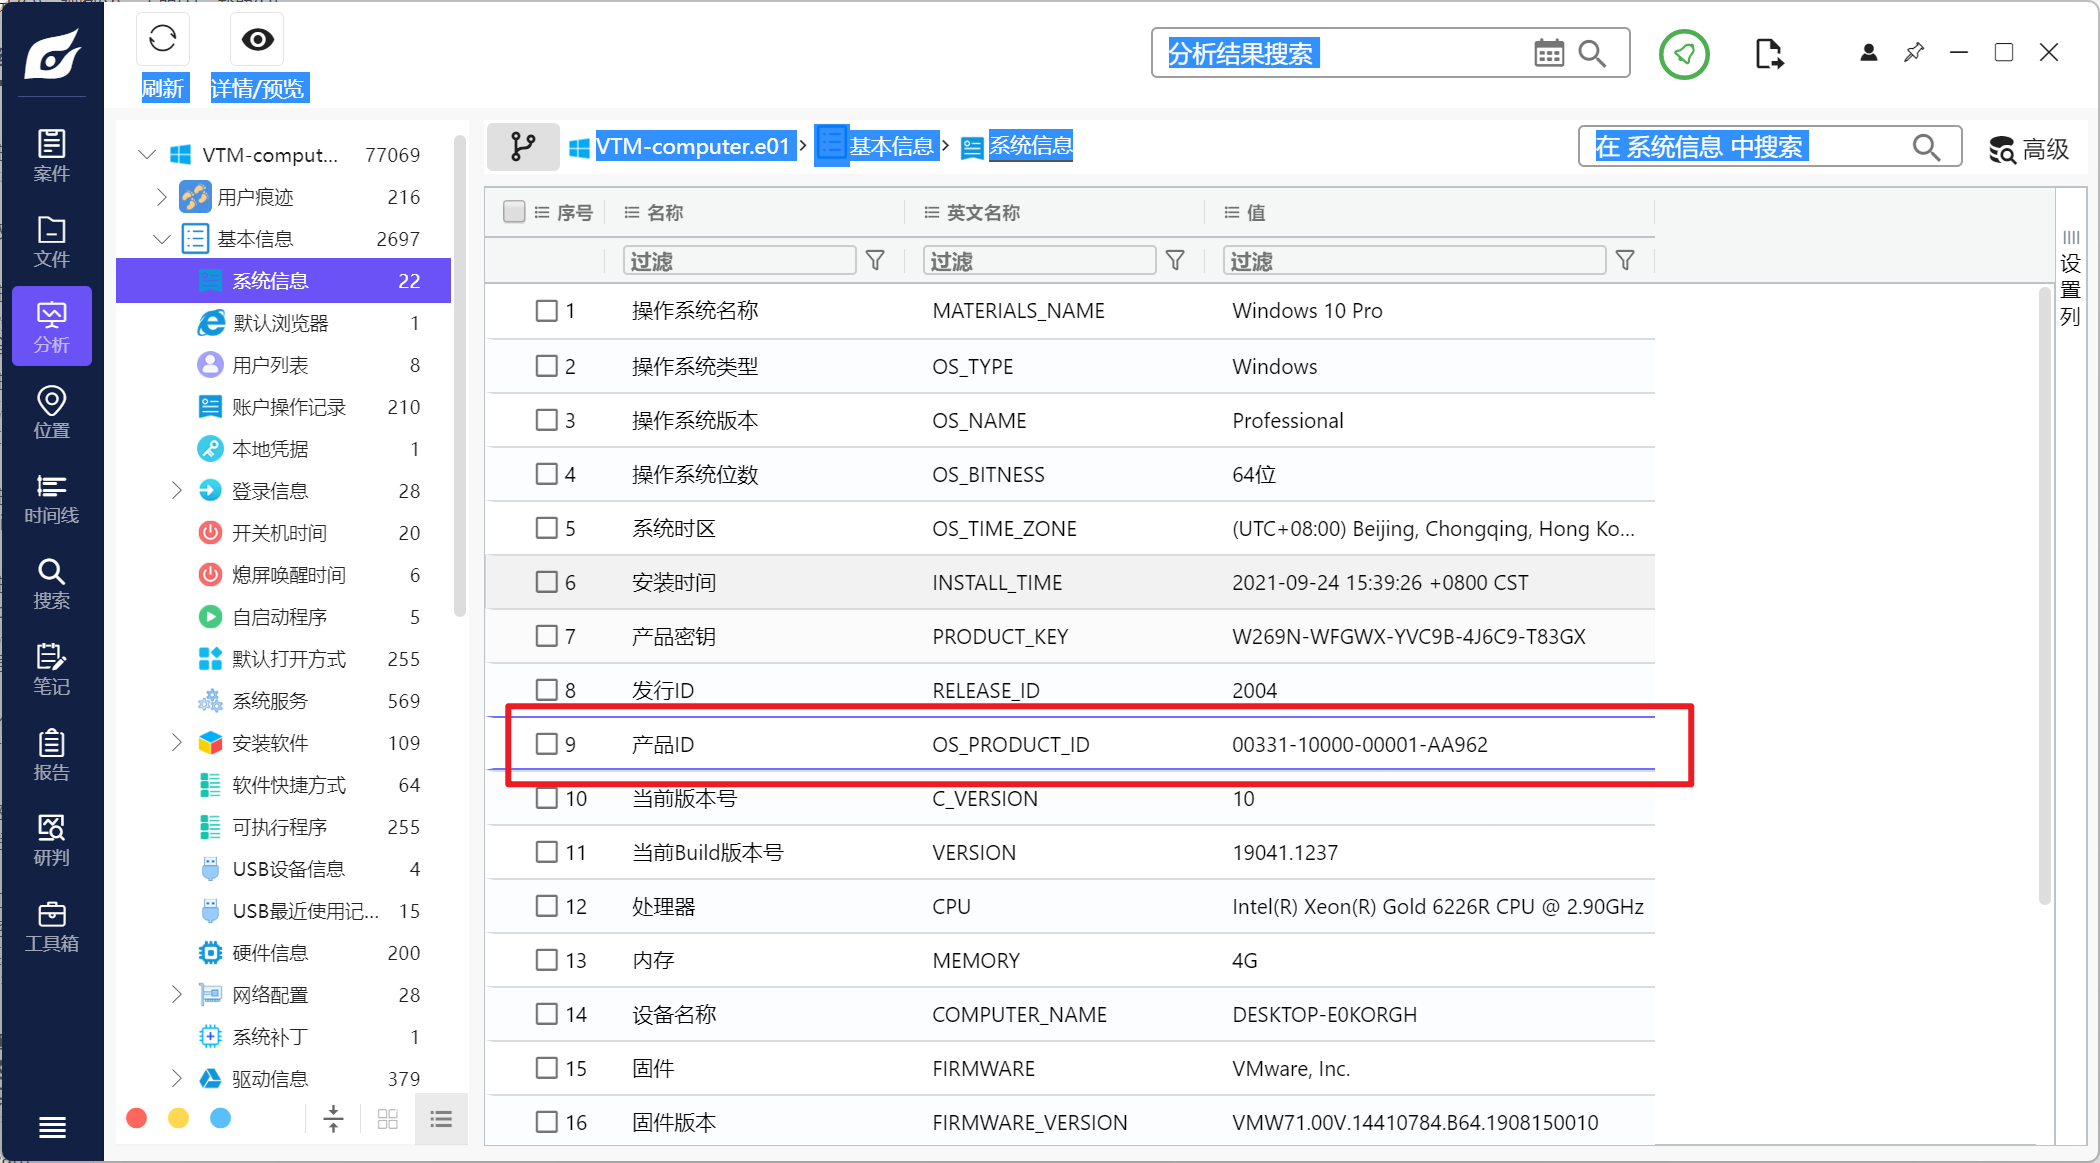 刷新
详情/预览
分析结果搜索
案件
文件
分析
位置
时间线
搜索
笔记
报告
研判
工具箱
VTM-comput... 77069
用户痕迹 216
基本信息 2697
系统信息 22
默认浏览器 1
用户列表 8
账户操作记录 210
本地凭据 1
登录信息 28
开关机时间 20
熄屏唤醒时间 6
自启动程序 5
默认打开方式 255
系统服务 569
安装软件 109
软件快捷方式 64
可执行程序 255
USB设备信息 4
USB最近使用记... 15
硬件信息 200
网络配置 28
系统补丁 1
驱动信息 379
VTM-computer.e01 › 基本信息 › 系统信息
在 系统信息 中搜索
高级
序号 名称 英文名称 值
过滤 过滤 过滤
1 操作系统名称 MATERIALS_NAME Windows 10 Pro
2 操作系统类型 OS_TYPE Windows
3 操作系统版本 OS_NAME Professional
4 操作系统位数 OS_BITNESS 64位
5 系统时区 OS_TIME_ZONE (UTC+08:00) Beijing, Chongqing, Hong Ko...
6 安装时间 INSTALL_TIME 2021-09-24 15:39:26 +0800 CST
7 产品密钥 PRODUCT_KEY W269N-WFGWX-YVC9B-4J6C9-T83GX
8 发行ID RELEASE_ID 2004
9 产品ID OS_PRODUCT_ID 00331-10000-00001-AA962
10 当前版本号 C_VERSION 10
11 当前Build版本号 VERSION 19041.1237
12 处理器 CPU Intel(R) Xeon(R) Gold 6226R CPU @ 2.90GHz
13 内存 MEMORY 4G
14 设备名称 COMPUTER_NAME DESKTOP-E0KORGH
15 固件 FIRMWARE VMware, Inc.
16 固件版本 FIRMWARE_VERSION VMW71.00V.14410784.B64.1908150010
设置列